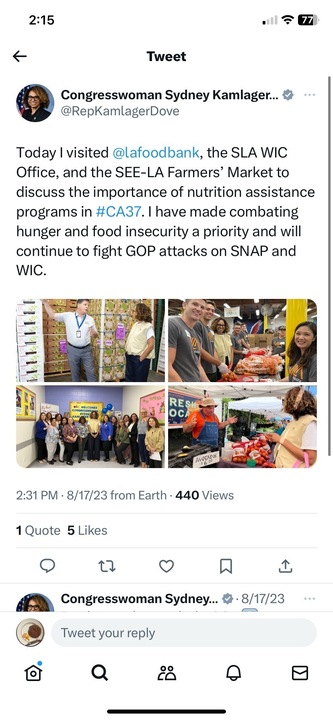 2:15
77
Tweet
Congresswoman Sydney Kamlager...
@RepKamlagerDove
Today I visited @lafoodbank, the SLA WIC
Office, and the SEE-LA Farmers’ Market to
discuss the importance of nutrition assistance
programs in #CA37. I have made combating
hunger and food insecurity a priority and will
continue to fight GOP attacks on SNAP and
WIC.
2:31 PM · 8/17/23 from Earth · 440 Views
1 Quote 5 Likes
Congresswoman Sydney... · 8/17/23
Tweet your reply